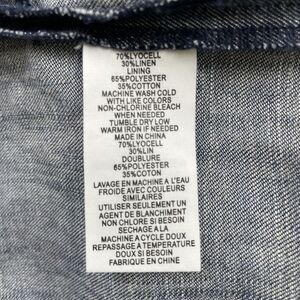 70%LYOCELL
30%LINEN
LINING
65%POLYESTER
35%COTTON
MACHINE WASH COLD
WITH LIKE COLORS
NON-CHLORINE BLEACH
WHEN NEEDED
TUMBLE DRY LOW
WARM IRON IF NEEDED
MADE IN CHINA
70%LYOCELL
30%LIN
DOUBLURE
65%POLYESTER
35%COTON
LAVAGE EN MACHINE A L'EAU
FROIDE AVEC COULEURS
SIMILAIRES
UTILISER SEULEMENT UN
AGENT DE BLANCHIMENT
NON CHLORE SI BESOIN
SECHAGE A LA
MACHINE A CYCLE DOUX
REPASSAGE A TEMPERATURE
DOUX SI BESOIN
FABRIQUE EN CHINE